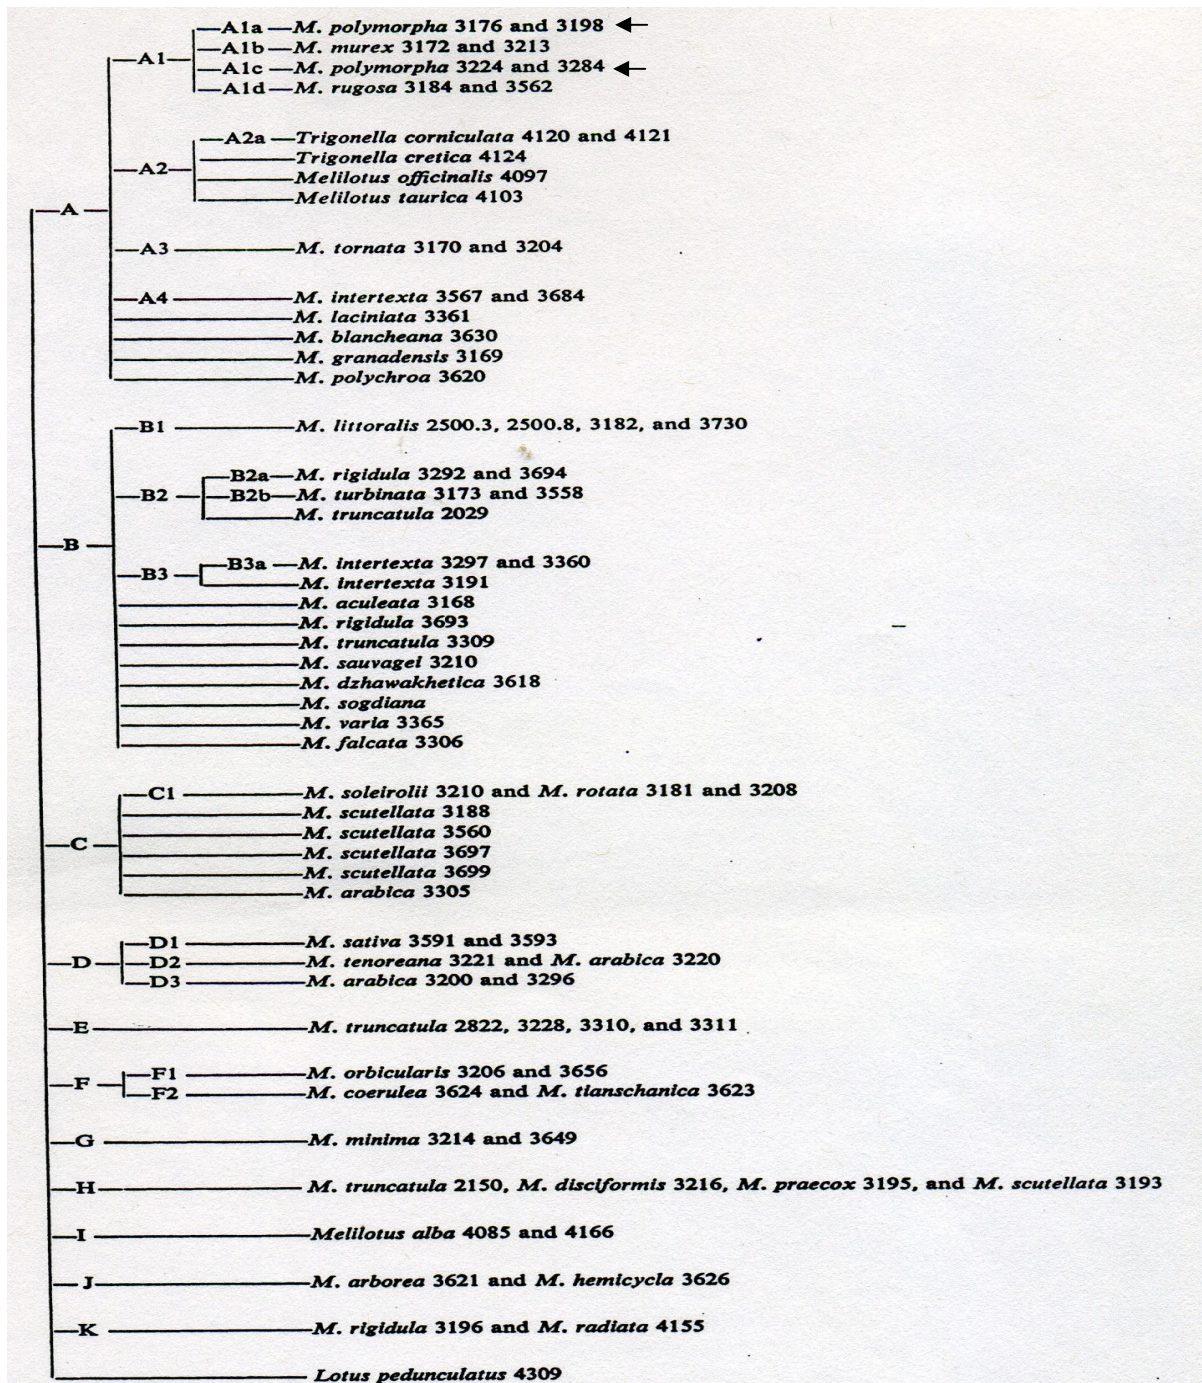 A1a M. polymorpha 3176 and 3198
A1b M. murex 3172 and 3213
A1
A1c M. polymorpha 3224 and 3284
A1d M. rugosa 3184 and 3562
A2a Trigonella corniculata 4120 and 4121
Trigonella cretica 4124
A2
Melilotus officinalis 4097
Melilotus taurica 4103
A
A3 M. tornata 3170 and 3204
A4 M. intertexta 3567 and 3684
M. laciniata 3361
M. blancheana 3630
M. granadensis 3169
M. polychroa 3620
B1 M. littoralis 2500.3, 2500.8, 3182, and 3730
B2a M. rigidula 3292 and 3694
B2 B2b M. turbinata 3173 and 3558
M. truncatula 2029
B
B3a M. intertexta 3297 and 3360
B3
M. intertexta 3191
M. aculeata 3168
M. rigidula 3693
M. truncatula 3309
M. sauvagei 3210
M. dzhawakhetica 3618
M. sogdiana
M. varia 3365
M. falcata 3306
C1 M. soleirolii 3210 and M. rotata 3181 and 3208
M. scutellata 3188
M. scutellata 3560
C
M. scutellata 3697
M. scutellata 3699
M. arabica 3305
D1 M. sativa 3591 and 3593
D D2 M. tenoreana 3221 and M. arabica 3220
D3 M. arabica 3200 and 3296
E M. truncatula 2822, 3228, 3310, and 3311
F1 M. orbicularis 3206 and 3656
F
F2 M. coerulea 3624 and M. tianschanica 3623
G M. minima 3214 and 3649
H M. truncatula 2150, M. disciformis 3216, M. praecox 3195, and M. scutellata 3193
I Melilotus alba 4085 and 4166
J M. arborea 3621 and M. hemicycla 3626
K M. rigidula 3196 and M. radiata 4155
Lotus pedunculatus 4309